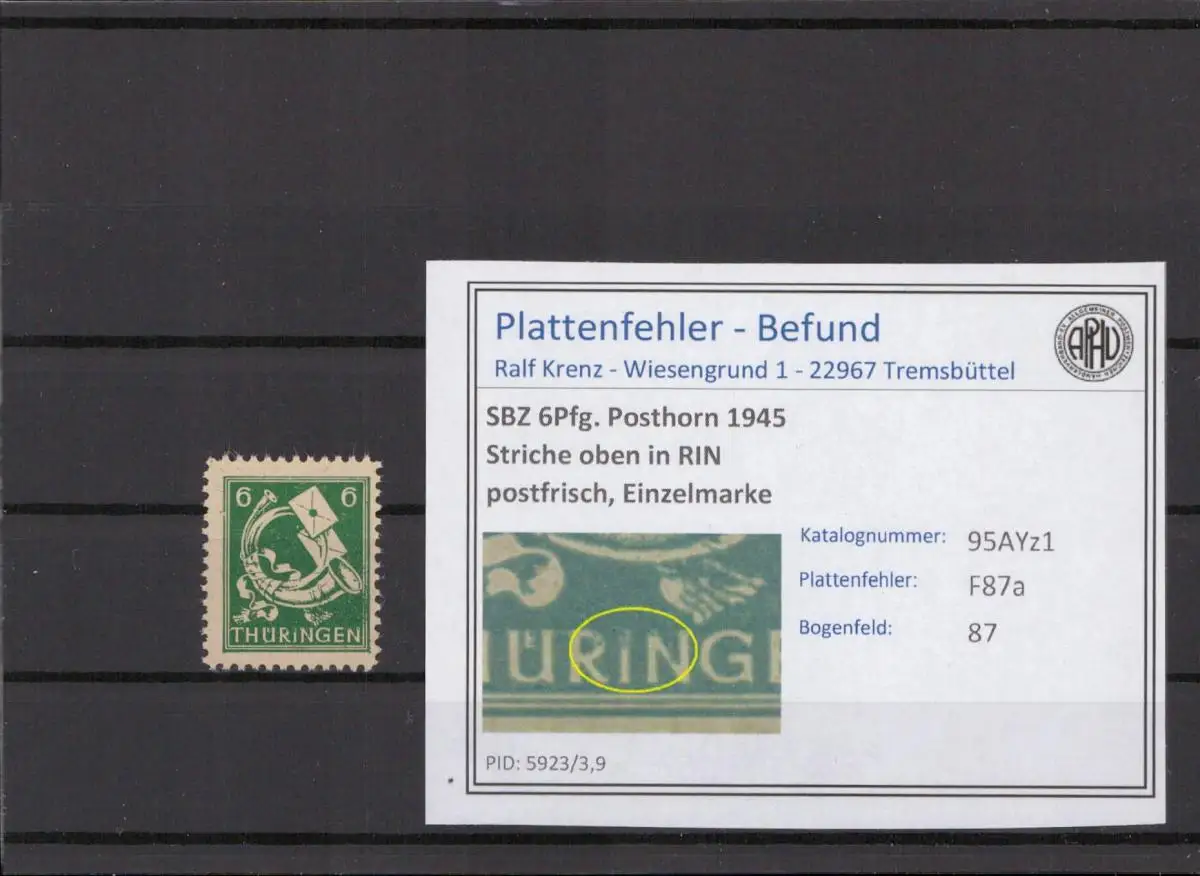 6 6
THÜRiNGEN
Plattenfehler - Befund
Ralf Krenz - Wiesengrund 1 - 22967 Tremsbüttel
APHV
SBZ 6Pfg. Posthorn 1945
Striche oben in RIN
postfrisch, Einzelmarke
HÜRiNG
Katalognummer: 95AYz1
Plattenfehler: F87a
Bogenfeld: 87
PID: 5923/3,9